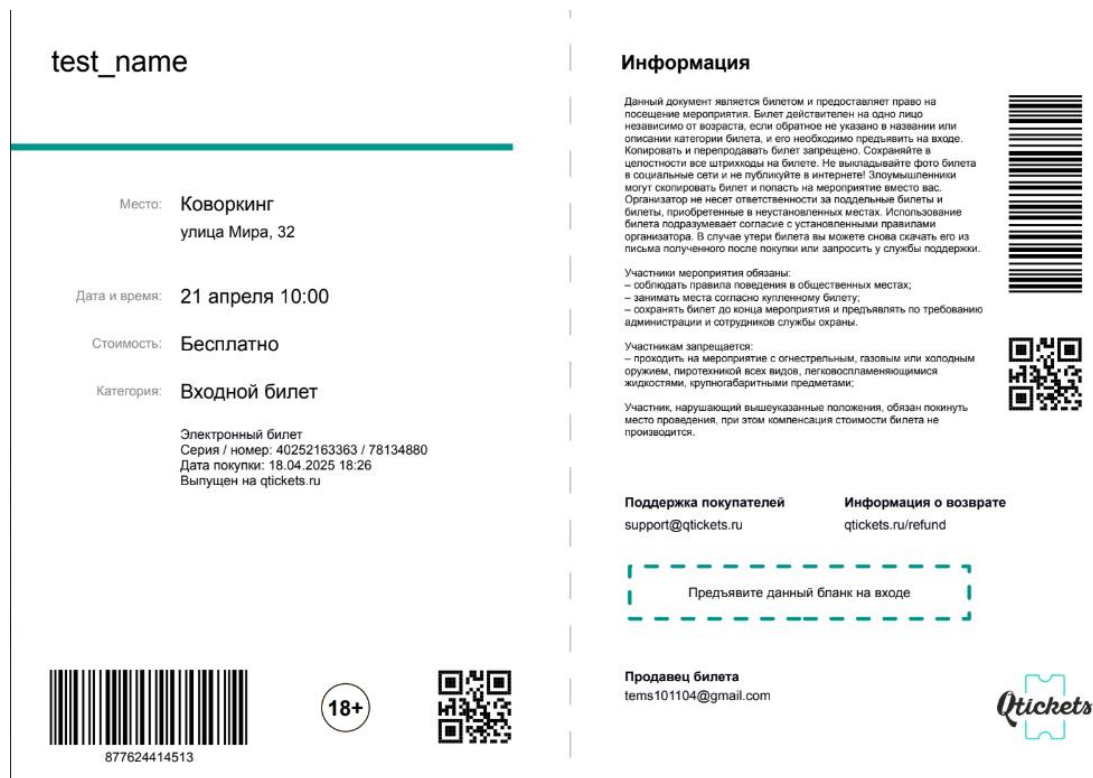 test_name
Место: Коворкинг
улица Мира, 32
Дата и время: 21 апреля 10:00
Стоимость: Бесплатно
Категория: Входной билет
Электронный билет
Серия / номер: 40252163363 / 78134880
Дата покупки: 18.04.2025 18:26
Выпущен на qtickets.ru
877624414513
18+
Информация
Данный документ является билетом и предоставляет право на
посещение мероприятия. Билет действителен на одно лицо
независимо от возраста, если обратное не указано в названии или
описании категории билета, и его необходимо предъявить на входе.
Копировать и перепродавать билет запрещено. Сохраняйте в
целостности все штрихкоды на билете. Не выкладывайте фото билета
в социальные сети и не публикуйте в интернете! Злоумышленники
могут скопировать билет и попасть на мероприятие вместо вас.
Организатор не несет ответственности за поддельные билеты и
билеты, приобретенные в неустановленных местах. Использование
билета подразумевает согласие с установленными правилами
организатора. В случае утери билета вы можете снова скачать его из
письма полученного после покупки или запросить у службы поддержки.
Участники мероприятия обязаны:
– соблюдать правила поведения в общественных местах;
– занимать места согласно купленному билету;
– сохранять билет до конца мероприятия и предъявлять по требованию
администрации и сотрудников службы охраны.
Участникам запрещается:
– проходить на мероприятие с огнестрельным, газовым или холодным
оружием, пиротехникой всех видов, легковоспламеняющимися
жидкостями, крупногабаритными предметами;
Участник, нарушающий вышеуказанные положения, обязан покинуть
место проведения, при этом компенсация стоимости билета не
производится.
Поддержка покупателей
support@qtickets.ru
Информация о возврате
qtickets.ru/refund
Предъявите данный бланк на входе
Продавец билета
tems101104@gmail.com
Qtickets